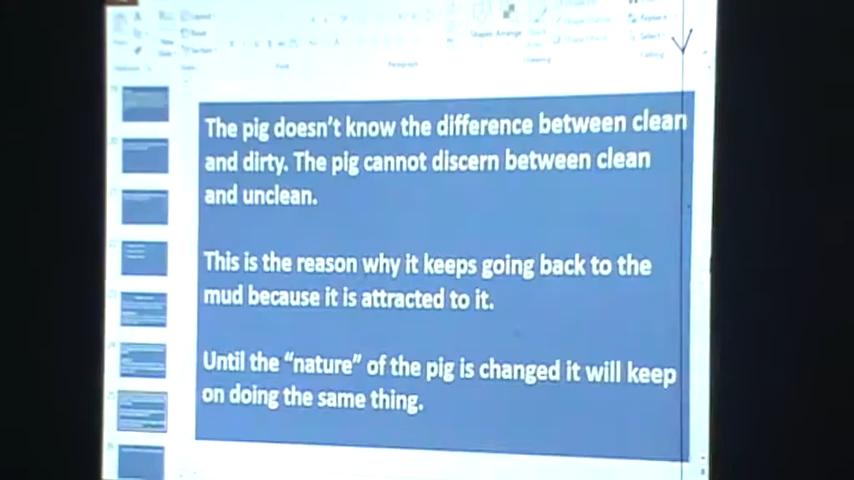 Shapes Arrange
The pig doesn't know the difference between clean
and dirty. The pig cannot discern between clean
and unclean.
This is the reason why it keeps going back to the
mud because it is attracted to it.
Until the “nature” of the pig is changed it will keep
on doing the same thing.